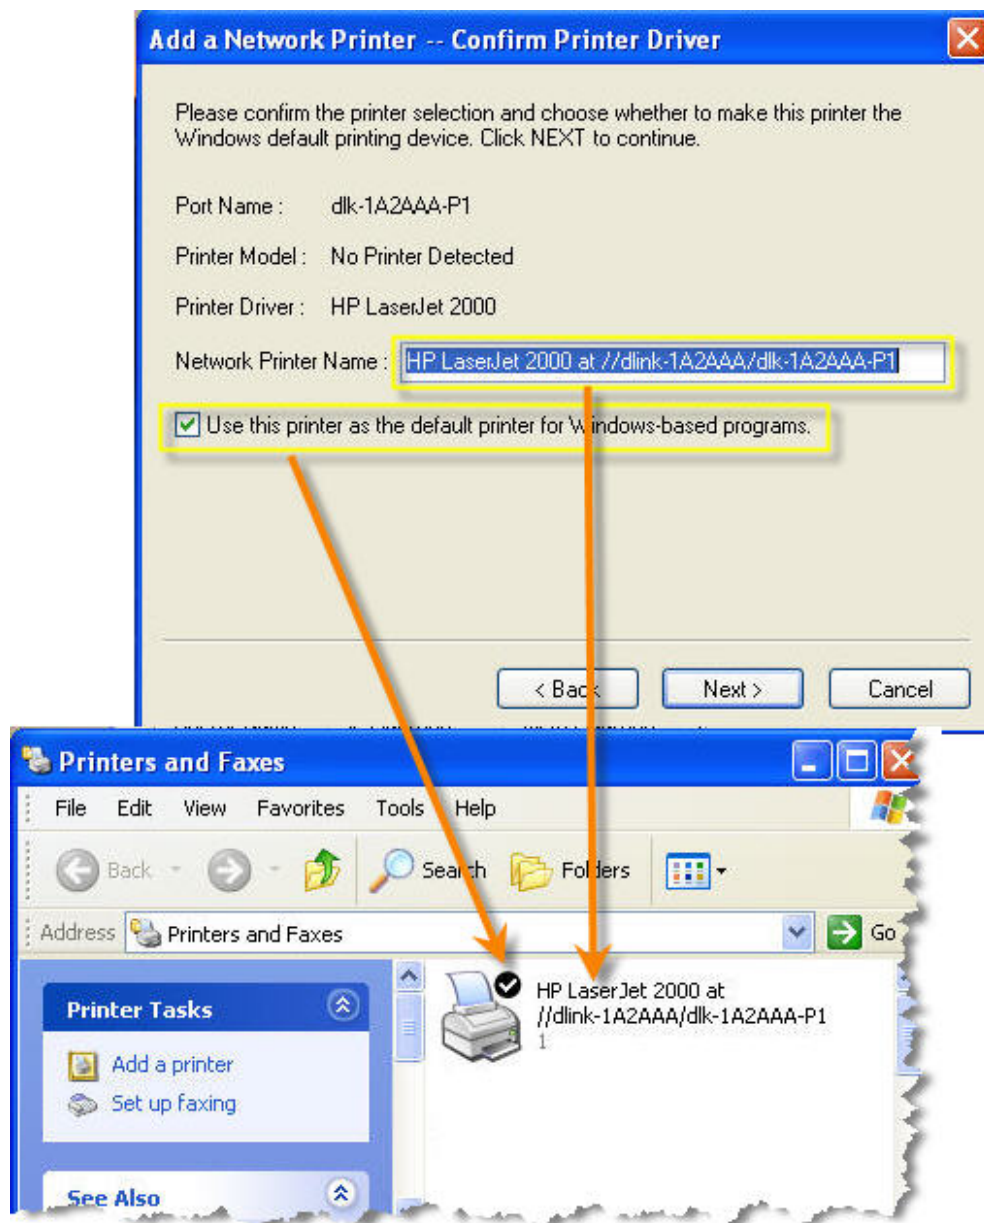 Add a Network Printer -- Confirm Printer Driver
Please confirm the printer selection and choose whether to make this printer the
Windows default printing device. Click NEXT to continue.
Port Name : dlk-1A2AAA-P1
Printer Model : No Printer Detected
Printer Driver : HP LaserJet 2000
Network Printer Name : HP LaserJet 2000 at //dlink-1A2AAA/dlk-1A2AAA-P1
Use this printer as the default printer for Windows-based programs.
< Back Next > Cancel
Printers and Faxes
File Edit View Favorites Tools Help
Back Search Folders
Address Printers and Faxes Go
Printer Tasks
Add a printer
Set up faxing
See Also
HP LaserJet 2000 at
//dlink-1A2AAA/dlk-1A2AAA-P1
1